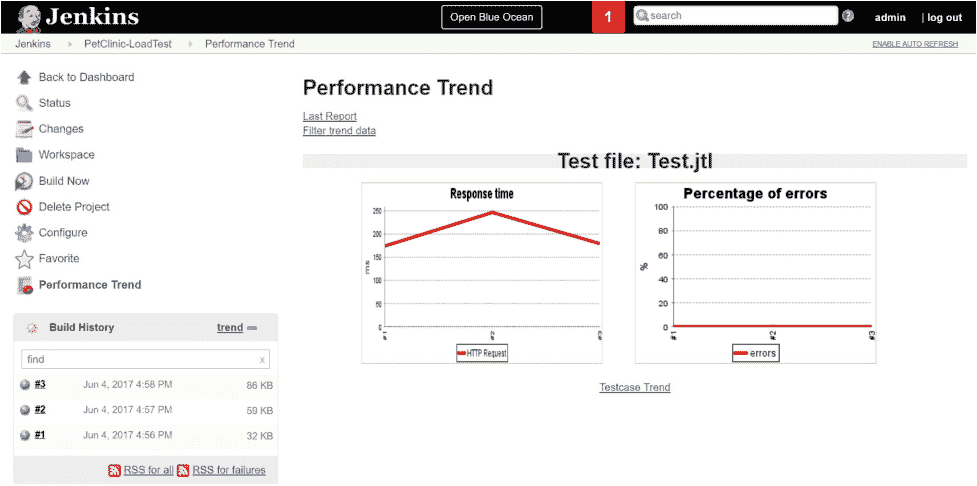 Jenkins
Open Blue Ocean
1
search
?
admin
| log out
Jenkins
PetClinic-LoadTest
Performance Trend
ENABLE AUTO REFRESH
Back to Dashboard
Status
Changes
Workspace
Build Now
Delete Project
Configure
Favorite
Performance Trend
Build History
trend
find
x
#3 Jun 4, 2017 4:58 PM 86 KB
#2 Jun 4, 2017 4:57 PM 59 KB
#1 Jun 4, 2017 4:56 PM 32 KB
RSS for all
RSS for failures
Performance Trend
Last Report
Filter trend data
Test file: Test.jtl
Response time
250
200
150
100
50
0
ms
#1
#2
#3
HTTP Request
Percentage of errors
100
80
60
40
20
0
%
#1
#2
#3
errors
Testcase Trend